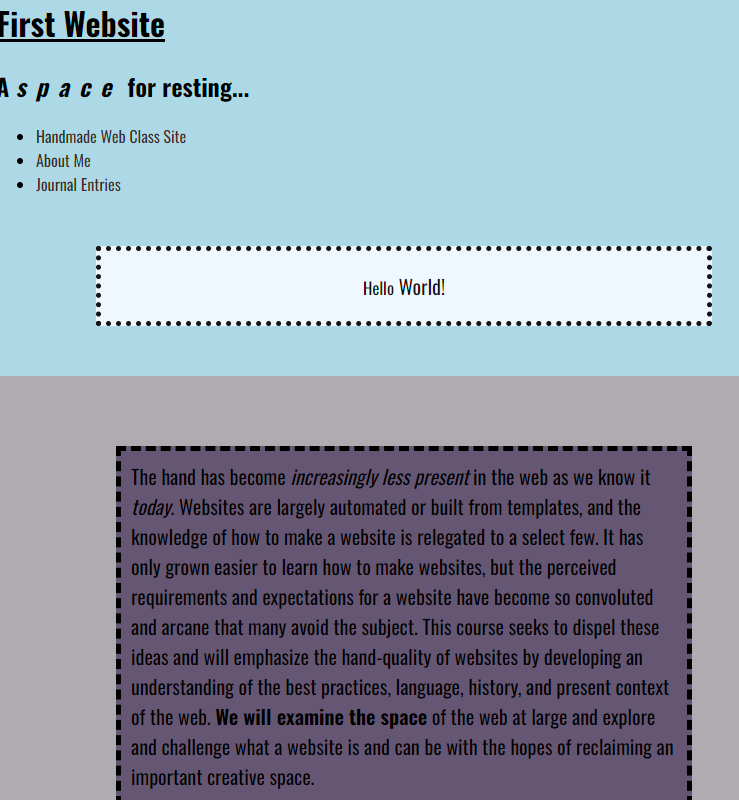 First Website
A space for resting...
Handmade Web Class Site
About Me
Journal Entries
Hello World!
The hand has become increasingly less present in the web as we know it
today. Websites are largely automated or built from templates, and the
knowledge of how to make a website is relegated to a select few. It has
only grown easier to learn how to make websites, but the perceived
requirements and expectations for a website have become so convoluted
and arcane that many avoid the subject. This course seeks to dispel these
ideas and will emphasize the hand-quality of websites by developing an
understanding of the best practices, language, history, and present context
of the web. We will examine the space of the web at large and explore
and challenge what a website is and can be with the hopes of reclaiming an
important creative space.